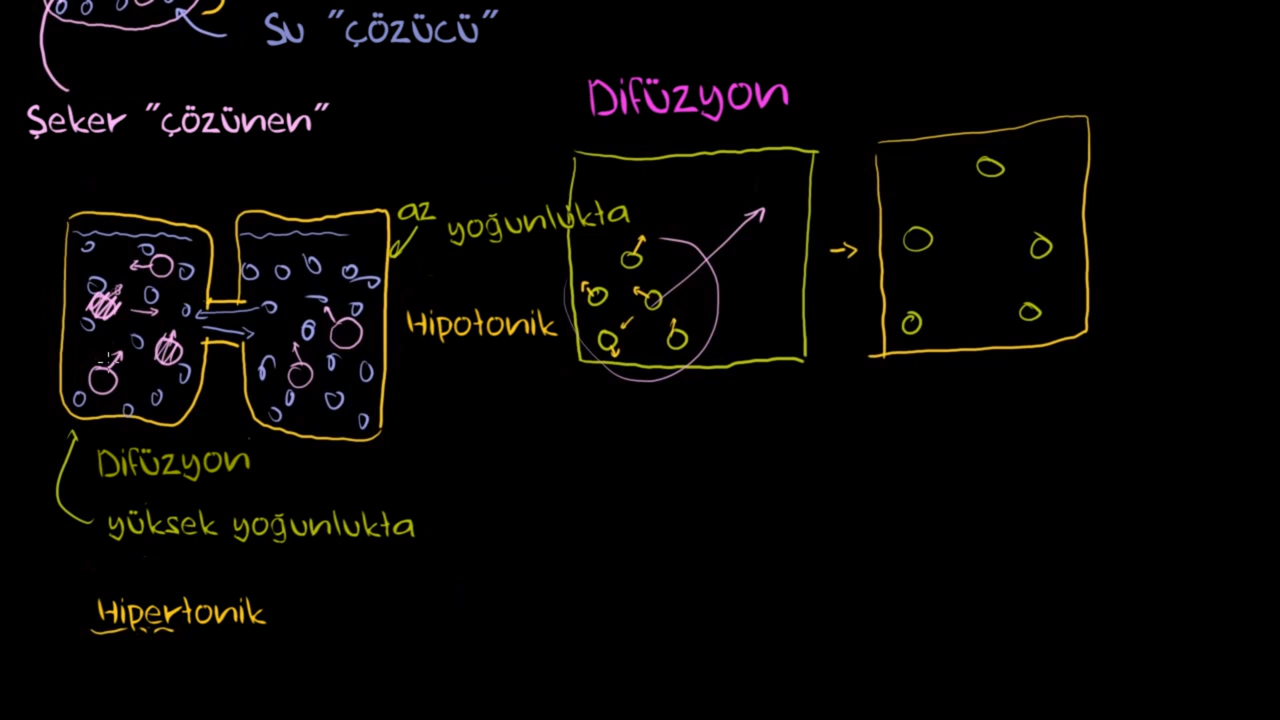 Su "çözücü"
Şeker "çözünen"
Difüzyon
az yoğunlukta
Hipotonik
Difüzyon
yüksek yoğunlukta
Hipertonik